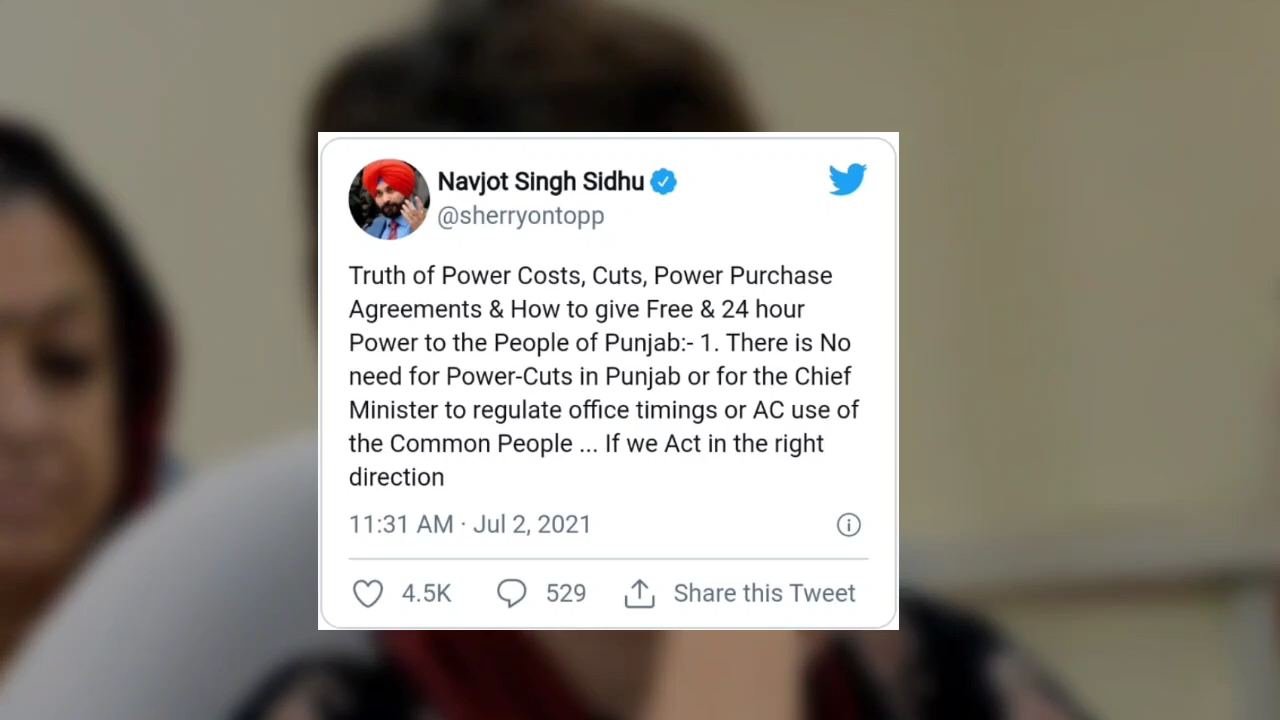 Navjot Singh Sidhu
@sherryontopp
Truth of Power Costs, Cuts, Power Purchase
Agreements & How to give Free & 24 hour
Power to the People of Punjab:- 1. There is No
need for Power-Cuts in Punjab or for the Chief
Minister to regulate office timings or AC use of
the Common People ... If we Act in the right
direction
11:31 AM · Jul 2, 2021
4.5K 529 Share this Tweet